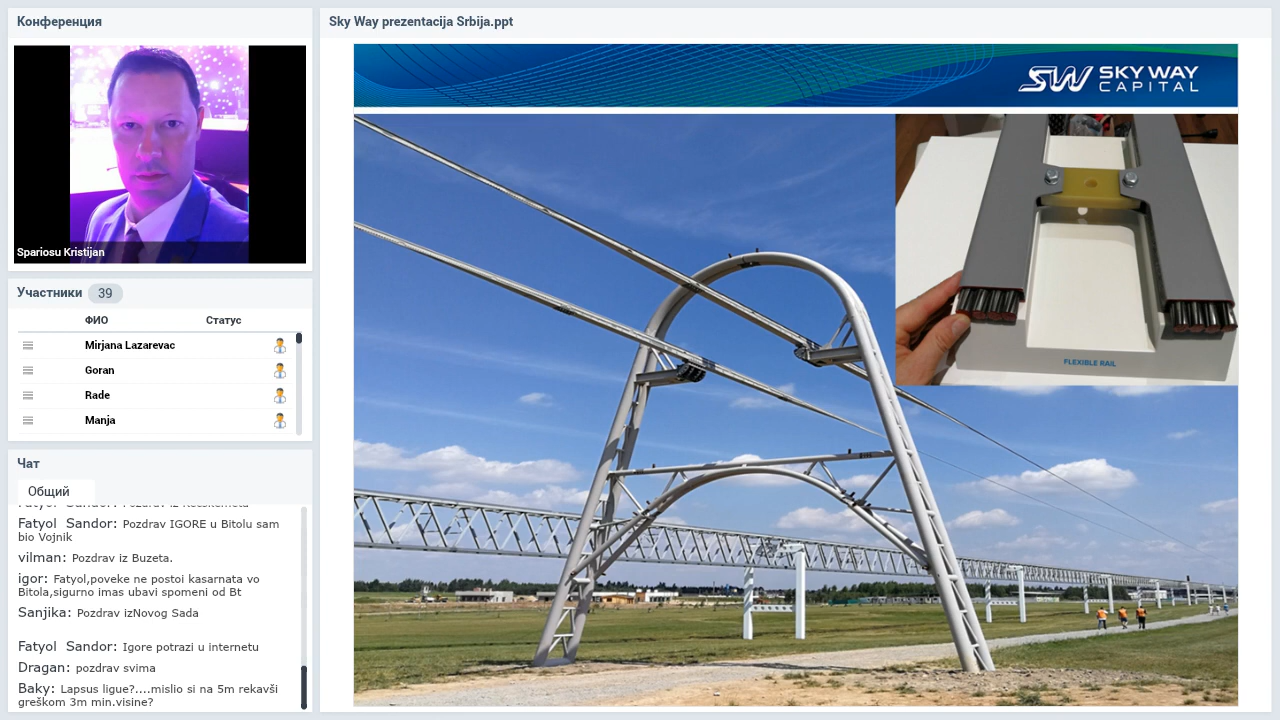 Конференция
Spariosu Kristijan
Участники 39
ФИО Статус
Mirjana Lazarevac
Goran
Rade
Manja
Чат
Общий
Fatyol Sandor: Pozdrav IGORE u Bitolu sam
bio Vojnik
vilman: Pozdrav iz Buzeta.
igor: Fatyol,poveke ne postoi kasarnata vo
Bitola,sigurno imas ubavi spomeni od Bt
Sanjika: Pozdrav izNovog Sada
Fatyol Sandor: Igore potrazi u internetu
Dragan: pozdrav svima
Baky: Lapsus ligue?....mislio si na 5m rekavši
greškom 3m min.visine?
Sky Way prezentacija Srbija.ppt
SW SKY WAY
CAPITAL
FLEXIBLE RAIL